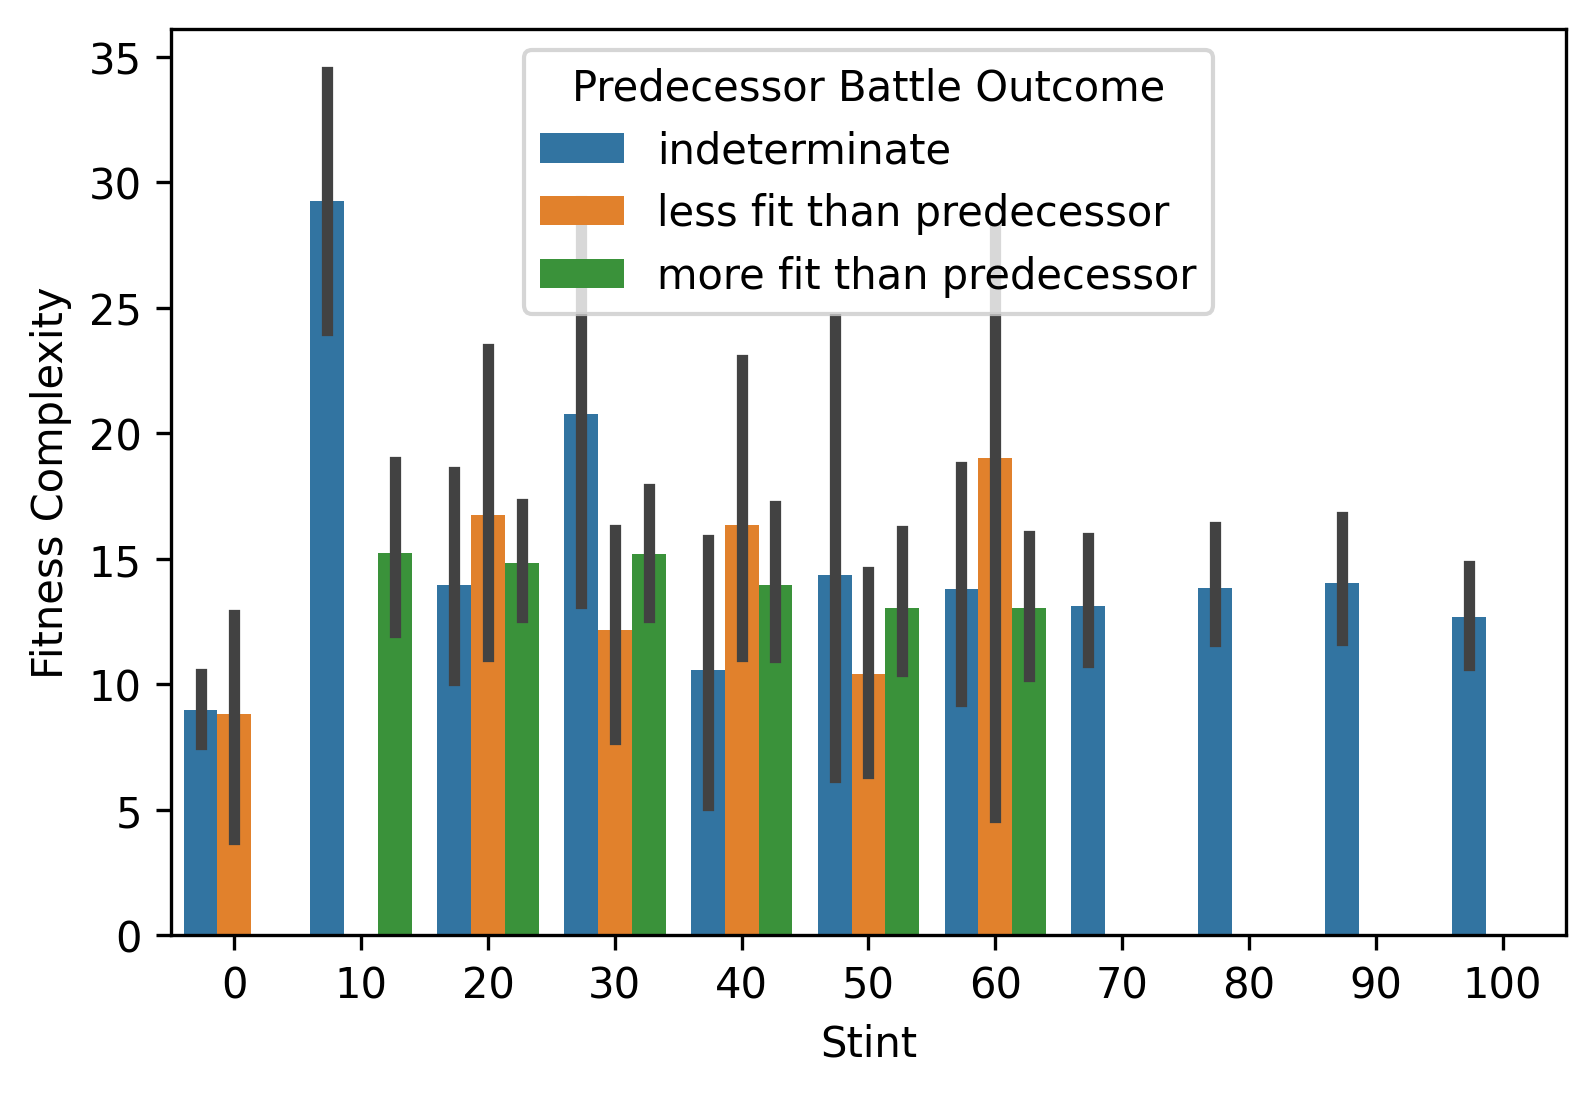 35
30
25
20
15
10
5
0
Fitness Complexity
Predecessor Battle Outcome
indeterminate
less fit than predecessor
more fit than predecessor
0 10 20 30 40 50 60 70 80 90 100
Stint